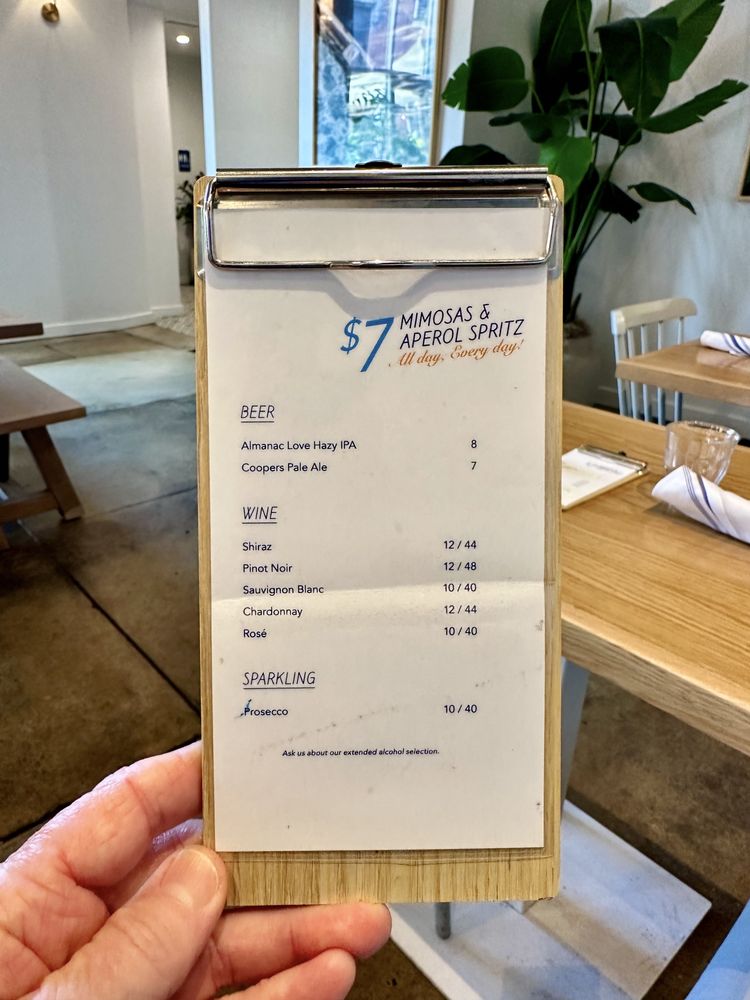 $7 MIMOSAS &
APEROL SPRITZ
All day, Every day!
BEER
Almanac Love Hazy IPA 8
Coopers Pale Ale 7
WINE
Shiraz 12 / 44
Pinot Noir 12 / 48
Sauvignon Blanc 10 / 40
Chardonnay 12 / 44
Rosé 10 / 40
SPARKLING
Prosecco 10 / 40
Ask us about our extended alcohol selection.